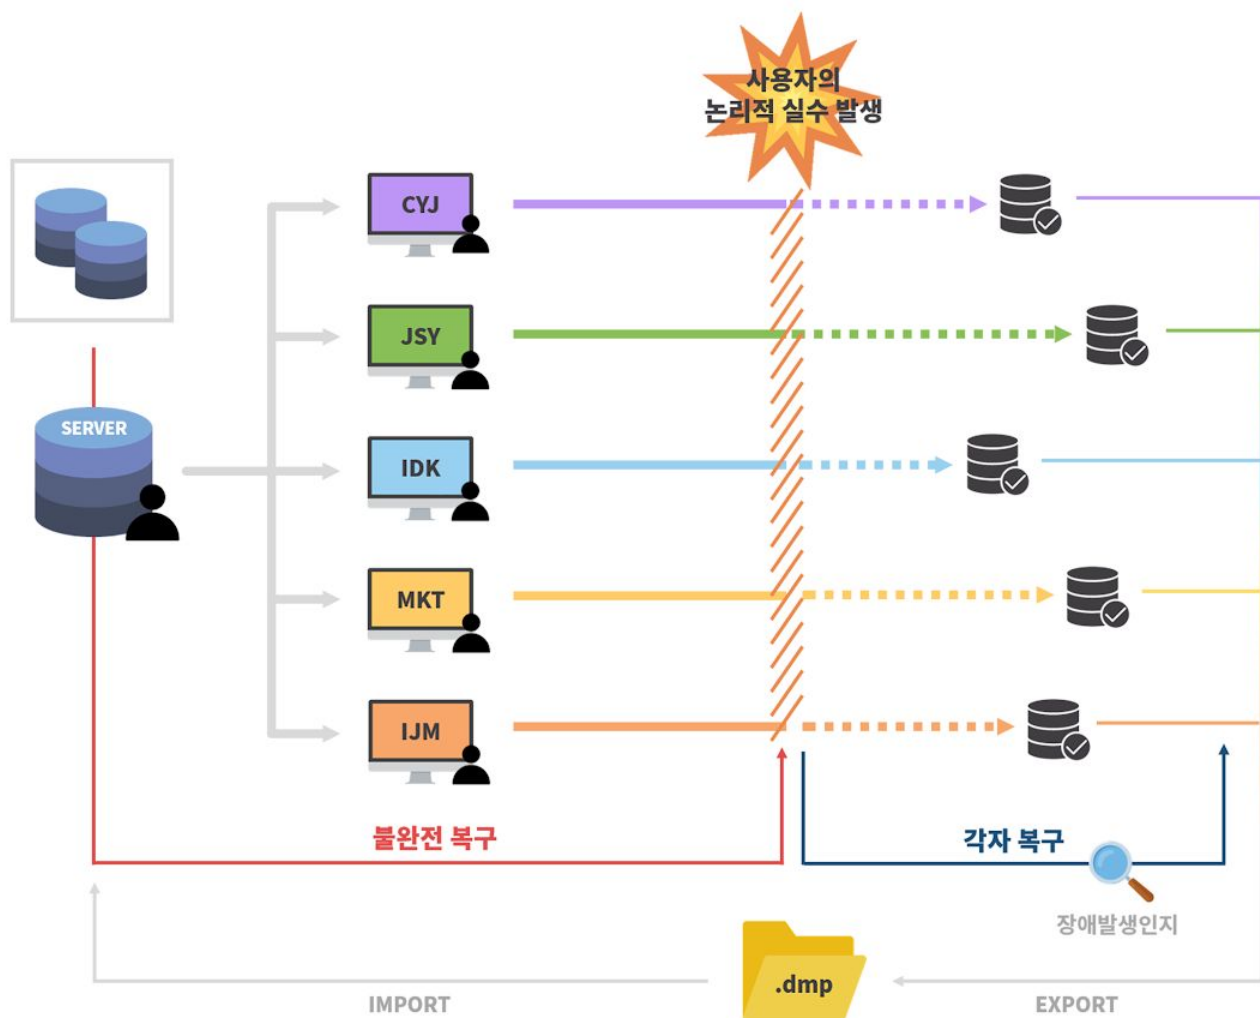 사용자의
논리적 실수 발생
CYJ
JSY
SERVER
IDK
MKT
IJM
불완전 복구
각자 복구
장애발생인지
.dmp
IMPORT
EXPORT